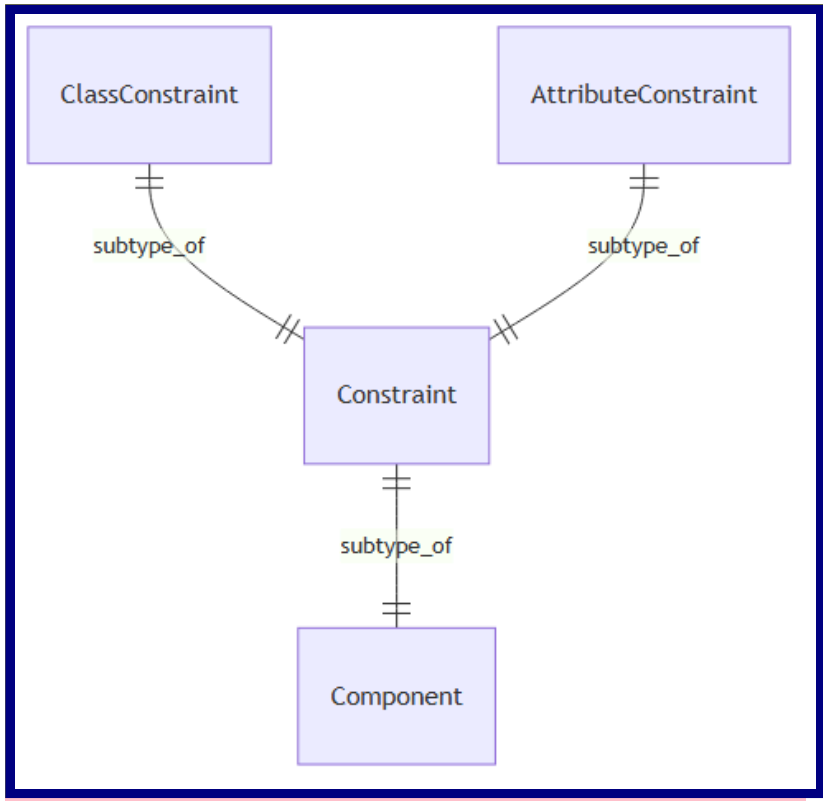 ClassConstraint
AttributeConstraint
subtype_of
subtype_of
Constraint
subtype_of
Component